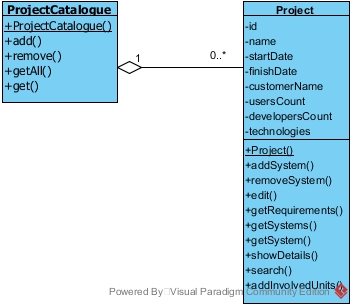 ProjectCatalogue
+ProjectCatalogue()
+add()
+remove()
+getAll()
+get()
1
0..*
Project
-id
-name
-startDate
-finishDate
-customerName
-usersCount
-developersCount
-technologies
+Project()
+addSystem()
+removeSystem()
+edit()
+getRequirements()
+getSystems()
+getSystem()
+showDetails()
+search()
+addInvolvedUnits()
Powered By Visual Paradigm Community Edition